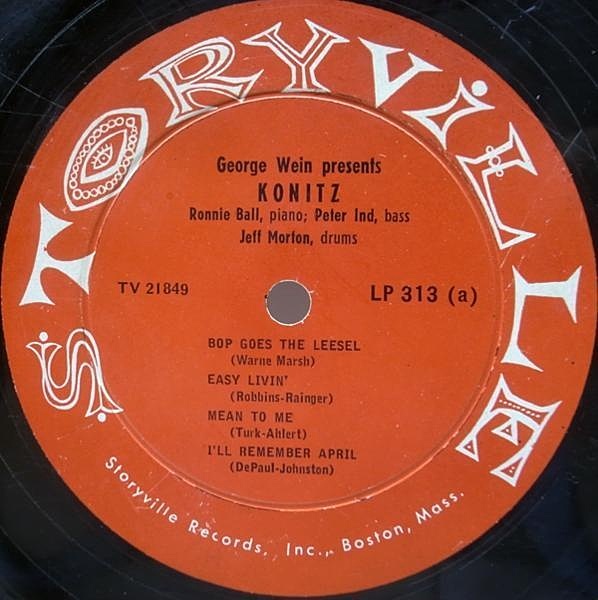 STORYViLLE
George Wein presents
KONITZ
Ronnie Ball, piano; Peter Ind, bass
Jeff Morton, drums
TV 21849
LP 313 (a)
BOP GOES THE LEESEL
(Warne Marsh)
EASY LIVIN'
(Robbins-Rainger)
MEAN TO ME
(Turk-Ahlert)
I'LL REMEMBER APRIL
(DePaul-Johnston)
Storyville Records, Inc., Boston, Mass.